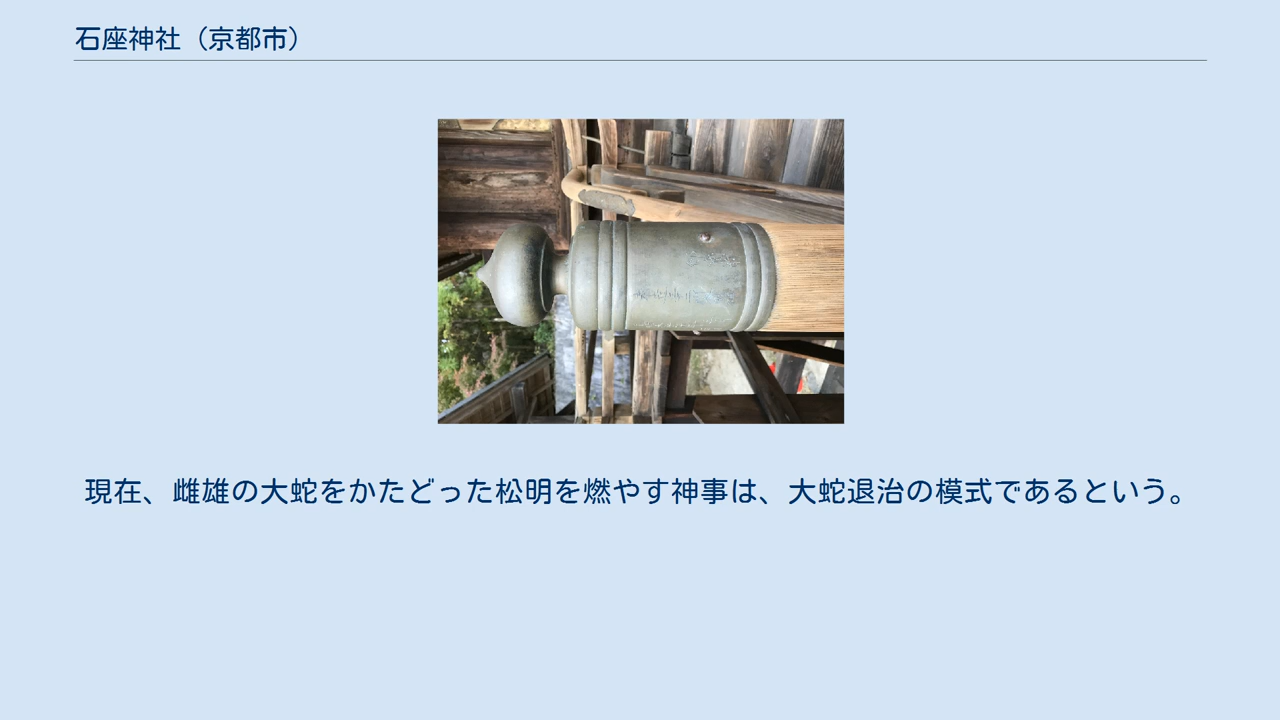 石座神社（京都市）
現在、雌雄の大蛇をかたどった松明を燃やす神事は、大蛇退治の模式であるという。